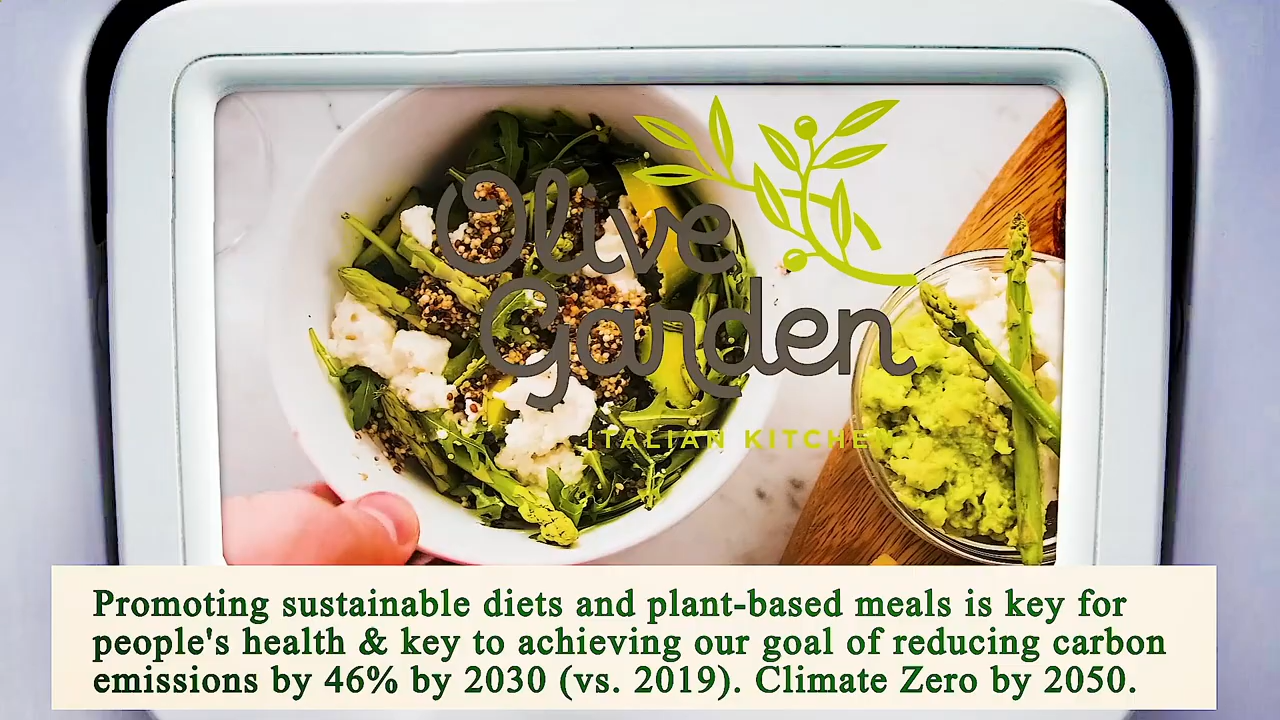 Olive
Garden
ITALIAN KITCHEN
Promoting sustainable diets and plant-based meals is key for
people's health & key to achieving our goal of reducing carbon
emissions by 46% by 2030 (vs. 2019). Climate Zero by 2050.